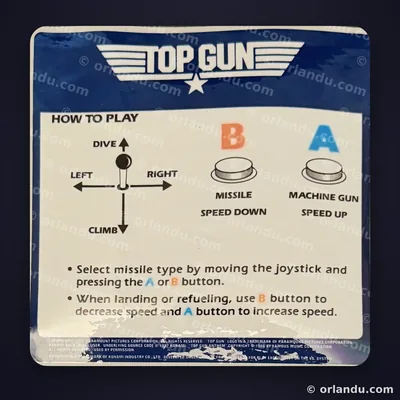 TOP GUN
HOW TO PLAY
B A
DIVE
LEFT RIGHT
CLIMB
MISSILE MACHINE GUN
SPEED DOWN SPEED UP
• Select missile type by moving the joystick and
pressing the A or B button.
• When landing or refueling, use B button to
decrease speed and A button to increase speed.
© orlandu.com